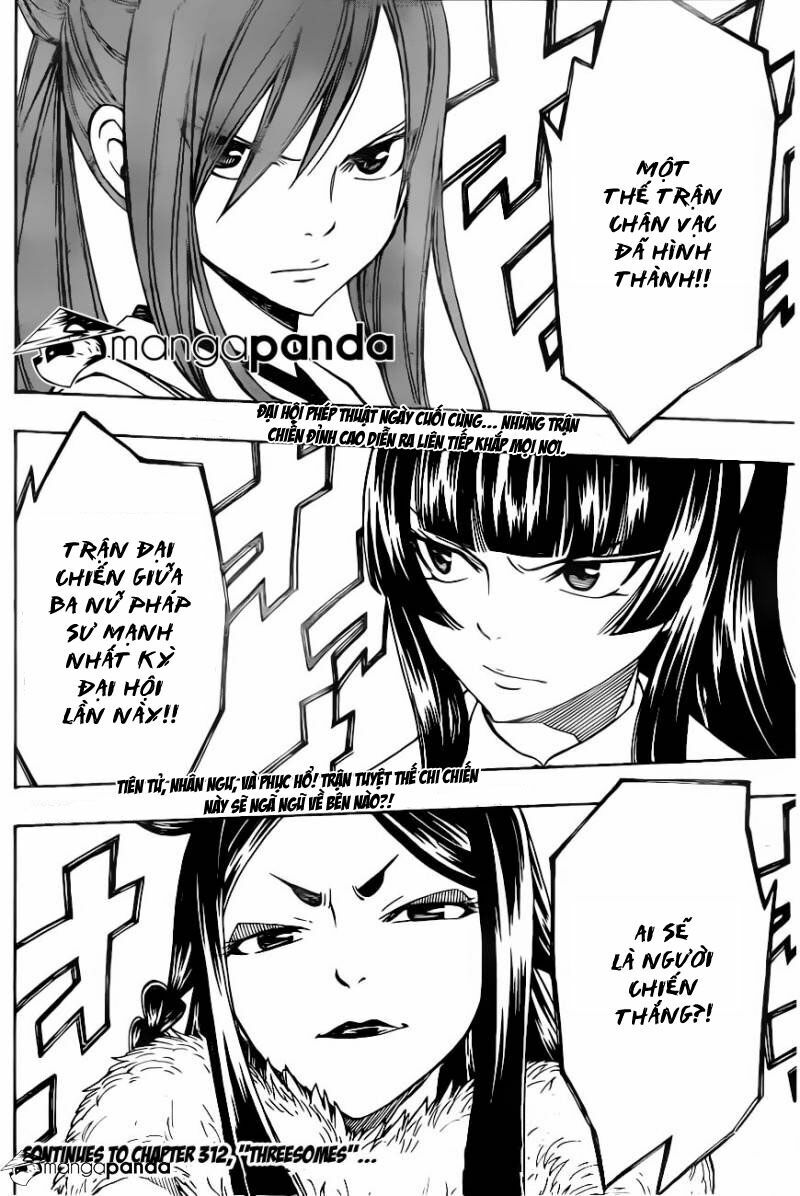 MỘT
THẾ TRẬN
CHÂN VẠC
ĐÃ HÌNH
THÀNH!!
mangapanda
ĐẠI HỘI PHÉP THUẬT NGÀY CUỐI CÙNG... NHỮNG TRẬN
CHIẾN ĐỈNH CAO DIỄN RA LIÊN TIẾP KHẮP MỌI NƠI.
TRẬN ĐẠI
CHIẾN GIỮA
BA NỮ PHÁP
SƯ MẠNH
NHẤT KỲ
ĐẠI HỘI
LẦN NÀY!!
TIÊN TỬ, NHÂN NGƯ, VÀ PHỤC HỔ! TRẬN TUYỆT THẾ CHI CHIẾN
NÀY SẼ NGÃ NGŨ VỀ BÊN NÀO?!
AI SẼ
LÀ NGƯỜI
CHIẾN
THẮNG?!
CONTINUES TO CHAPTER 312, "THREESOMES"...
mangapanda